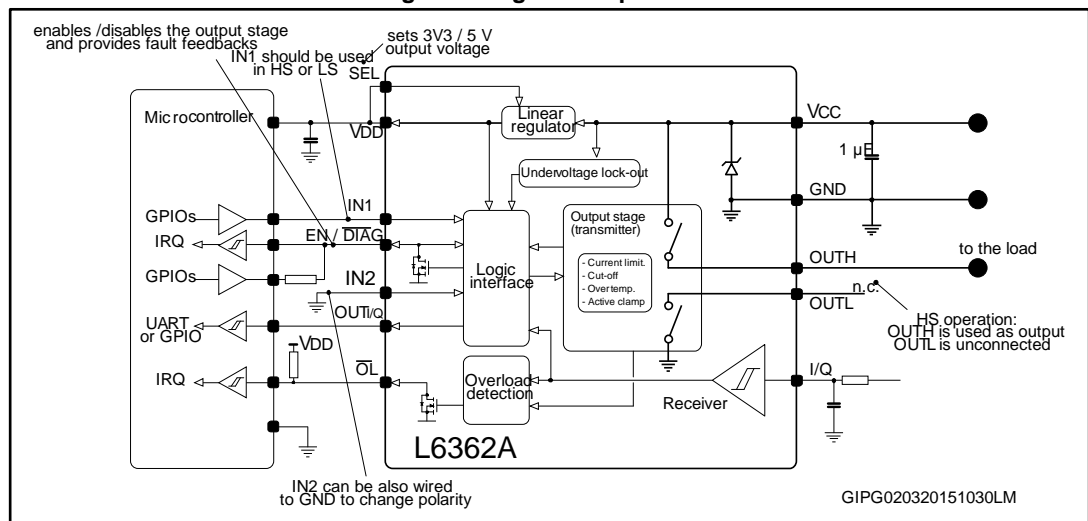 enables /disables the output stage
and provides fault feedbacks
sets 3V3 / 5 V
output voltage
IN1 should be used
in HS or LS
SEL
Microcontroller
VDD
Linear
regulator
VCC
1 µF
Undervoltage lock-out
GND
GPIOs
IN1
Output stage
(transmitter)
IRQ
EN / DIAG
to the load
OUTH
- Current limit.
- Cut-off
- Overtemp.
- Active clamp
GPIOs
Logic
interface
IN2
n.c.
OUTL
UART
or GPIO
OUTI/Q
HS operation:
OUTH is used as output
OUTL is unconnected
VDD
OL
I/Q
IRQ
Overload
detection
Receiver
L6362A
IN2 can be also wired
to GND to change polarity
GIPG020320151030LM